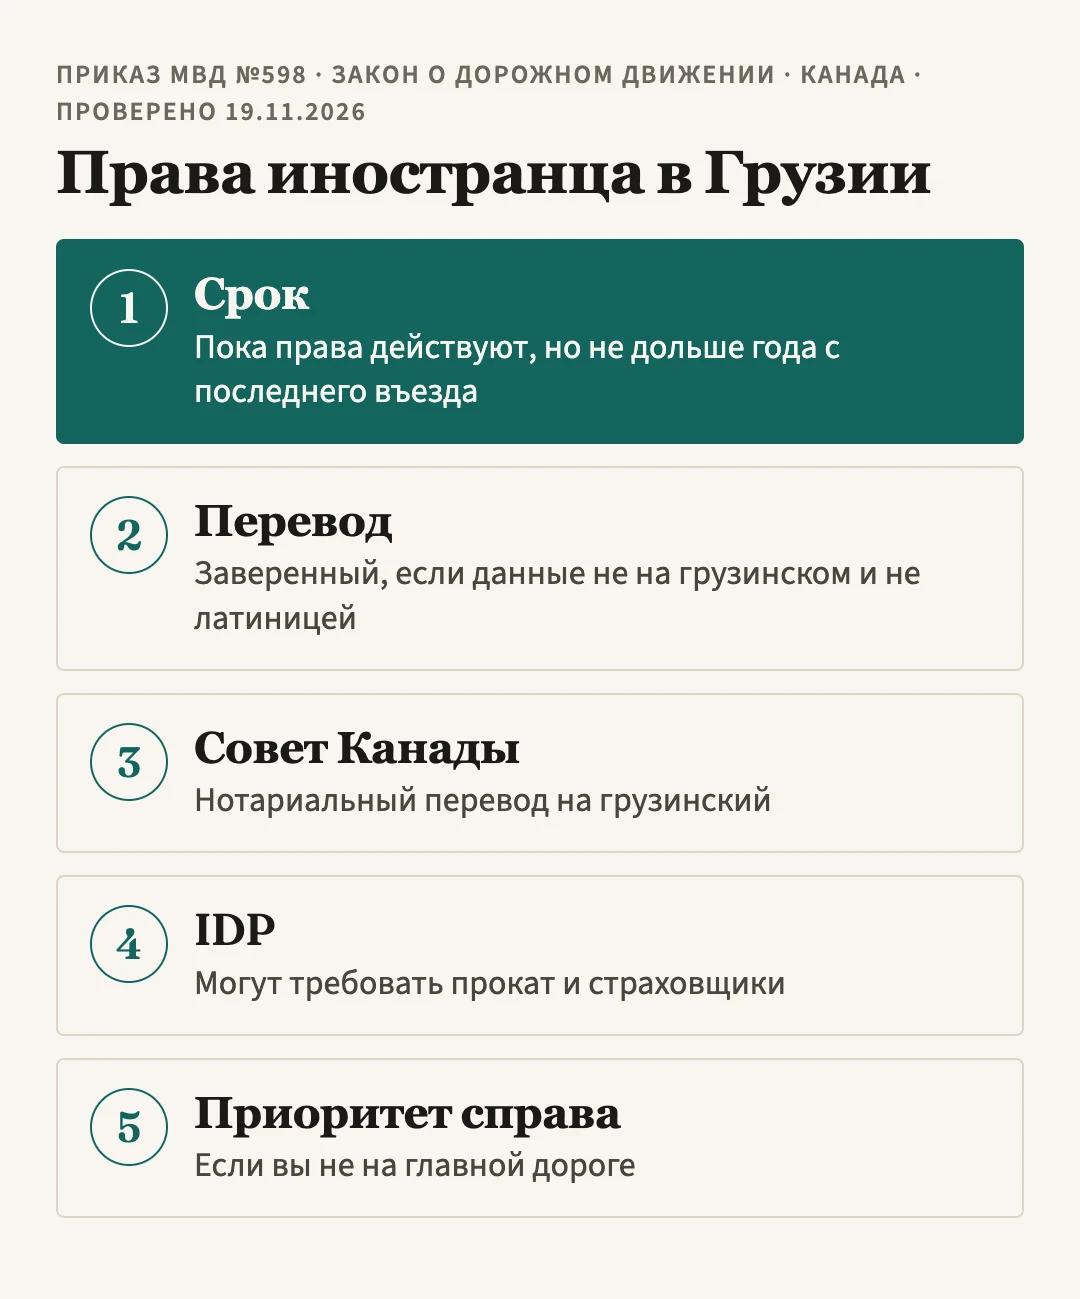 ПРИКАЗ МВД №598 · ЗАКОН О ДОРОЖНОМ ДВИЖЕНИИ · КАНАДА ·
ПРОВЕРЕНО 19.11.2026
Права иностранца в Грузии
1
Срок
Пока права действуют, но не дольше года с
последнего въезда
2
Перевод
Заверенный, если данные не на грузинском и не
латиницей
3
Совет Канады
Нотариальный перевод на грузинский
4
IDP
Могут требовать прокат и страховщики
5
Приоритет справа
Если вы не на главной дороге